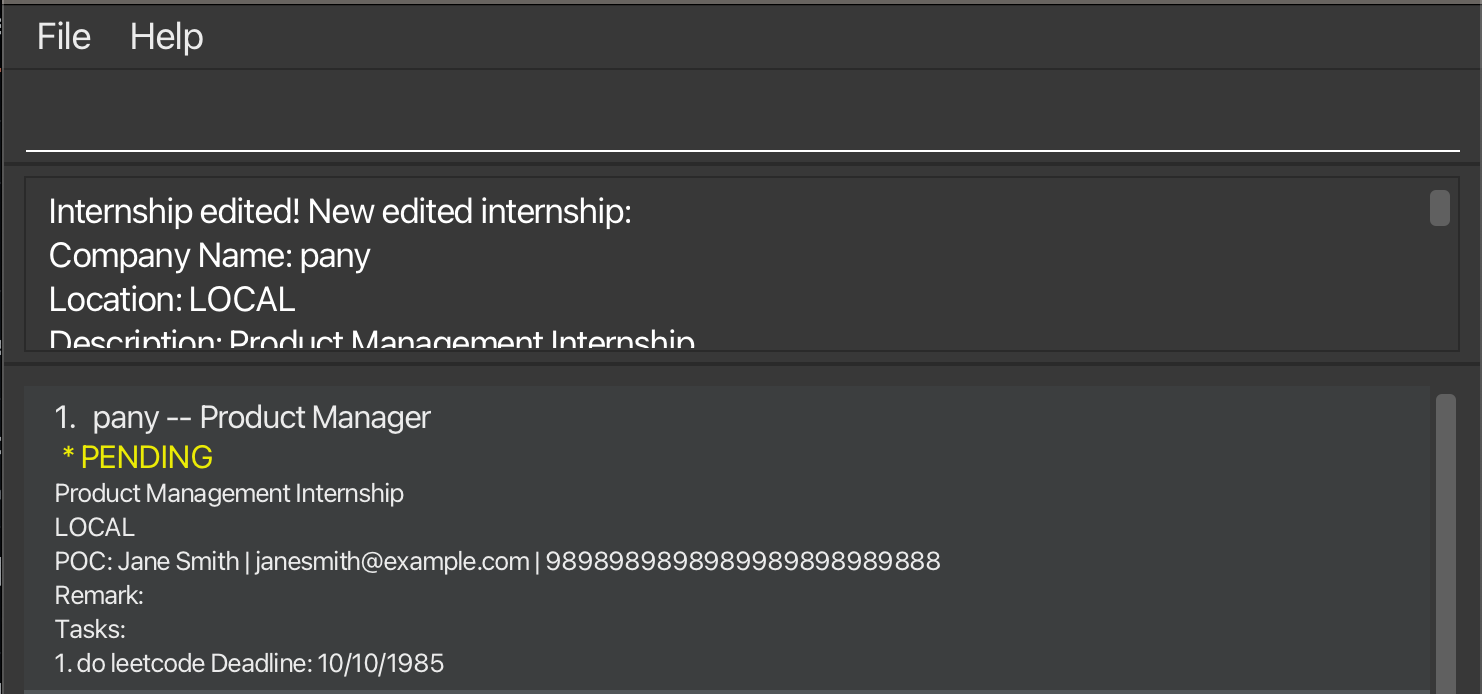 File Help
Internship edited! New edited internship:
Company Name: pany
Location: LOCAL
Description: Product Management Internship
1. pany -- Product Manager
* PENDING
Product Management Internship
LOCAL
POC: Jane Smith | janesmith@example.com | 9898989898989989898989888
Remark:
Tasks:
1. do leetcode Deadline: 10/10/1985